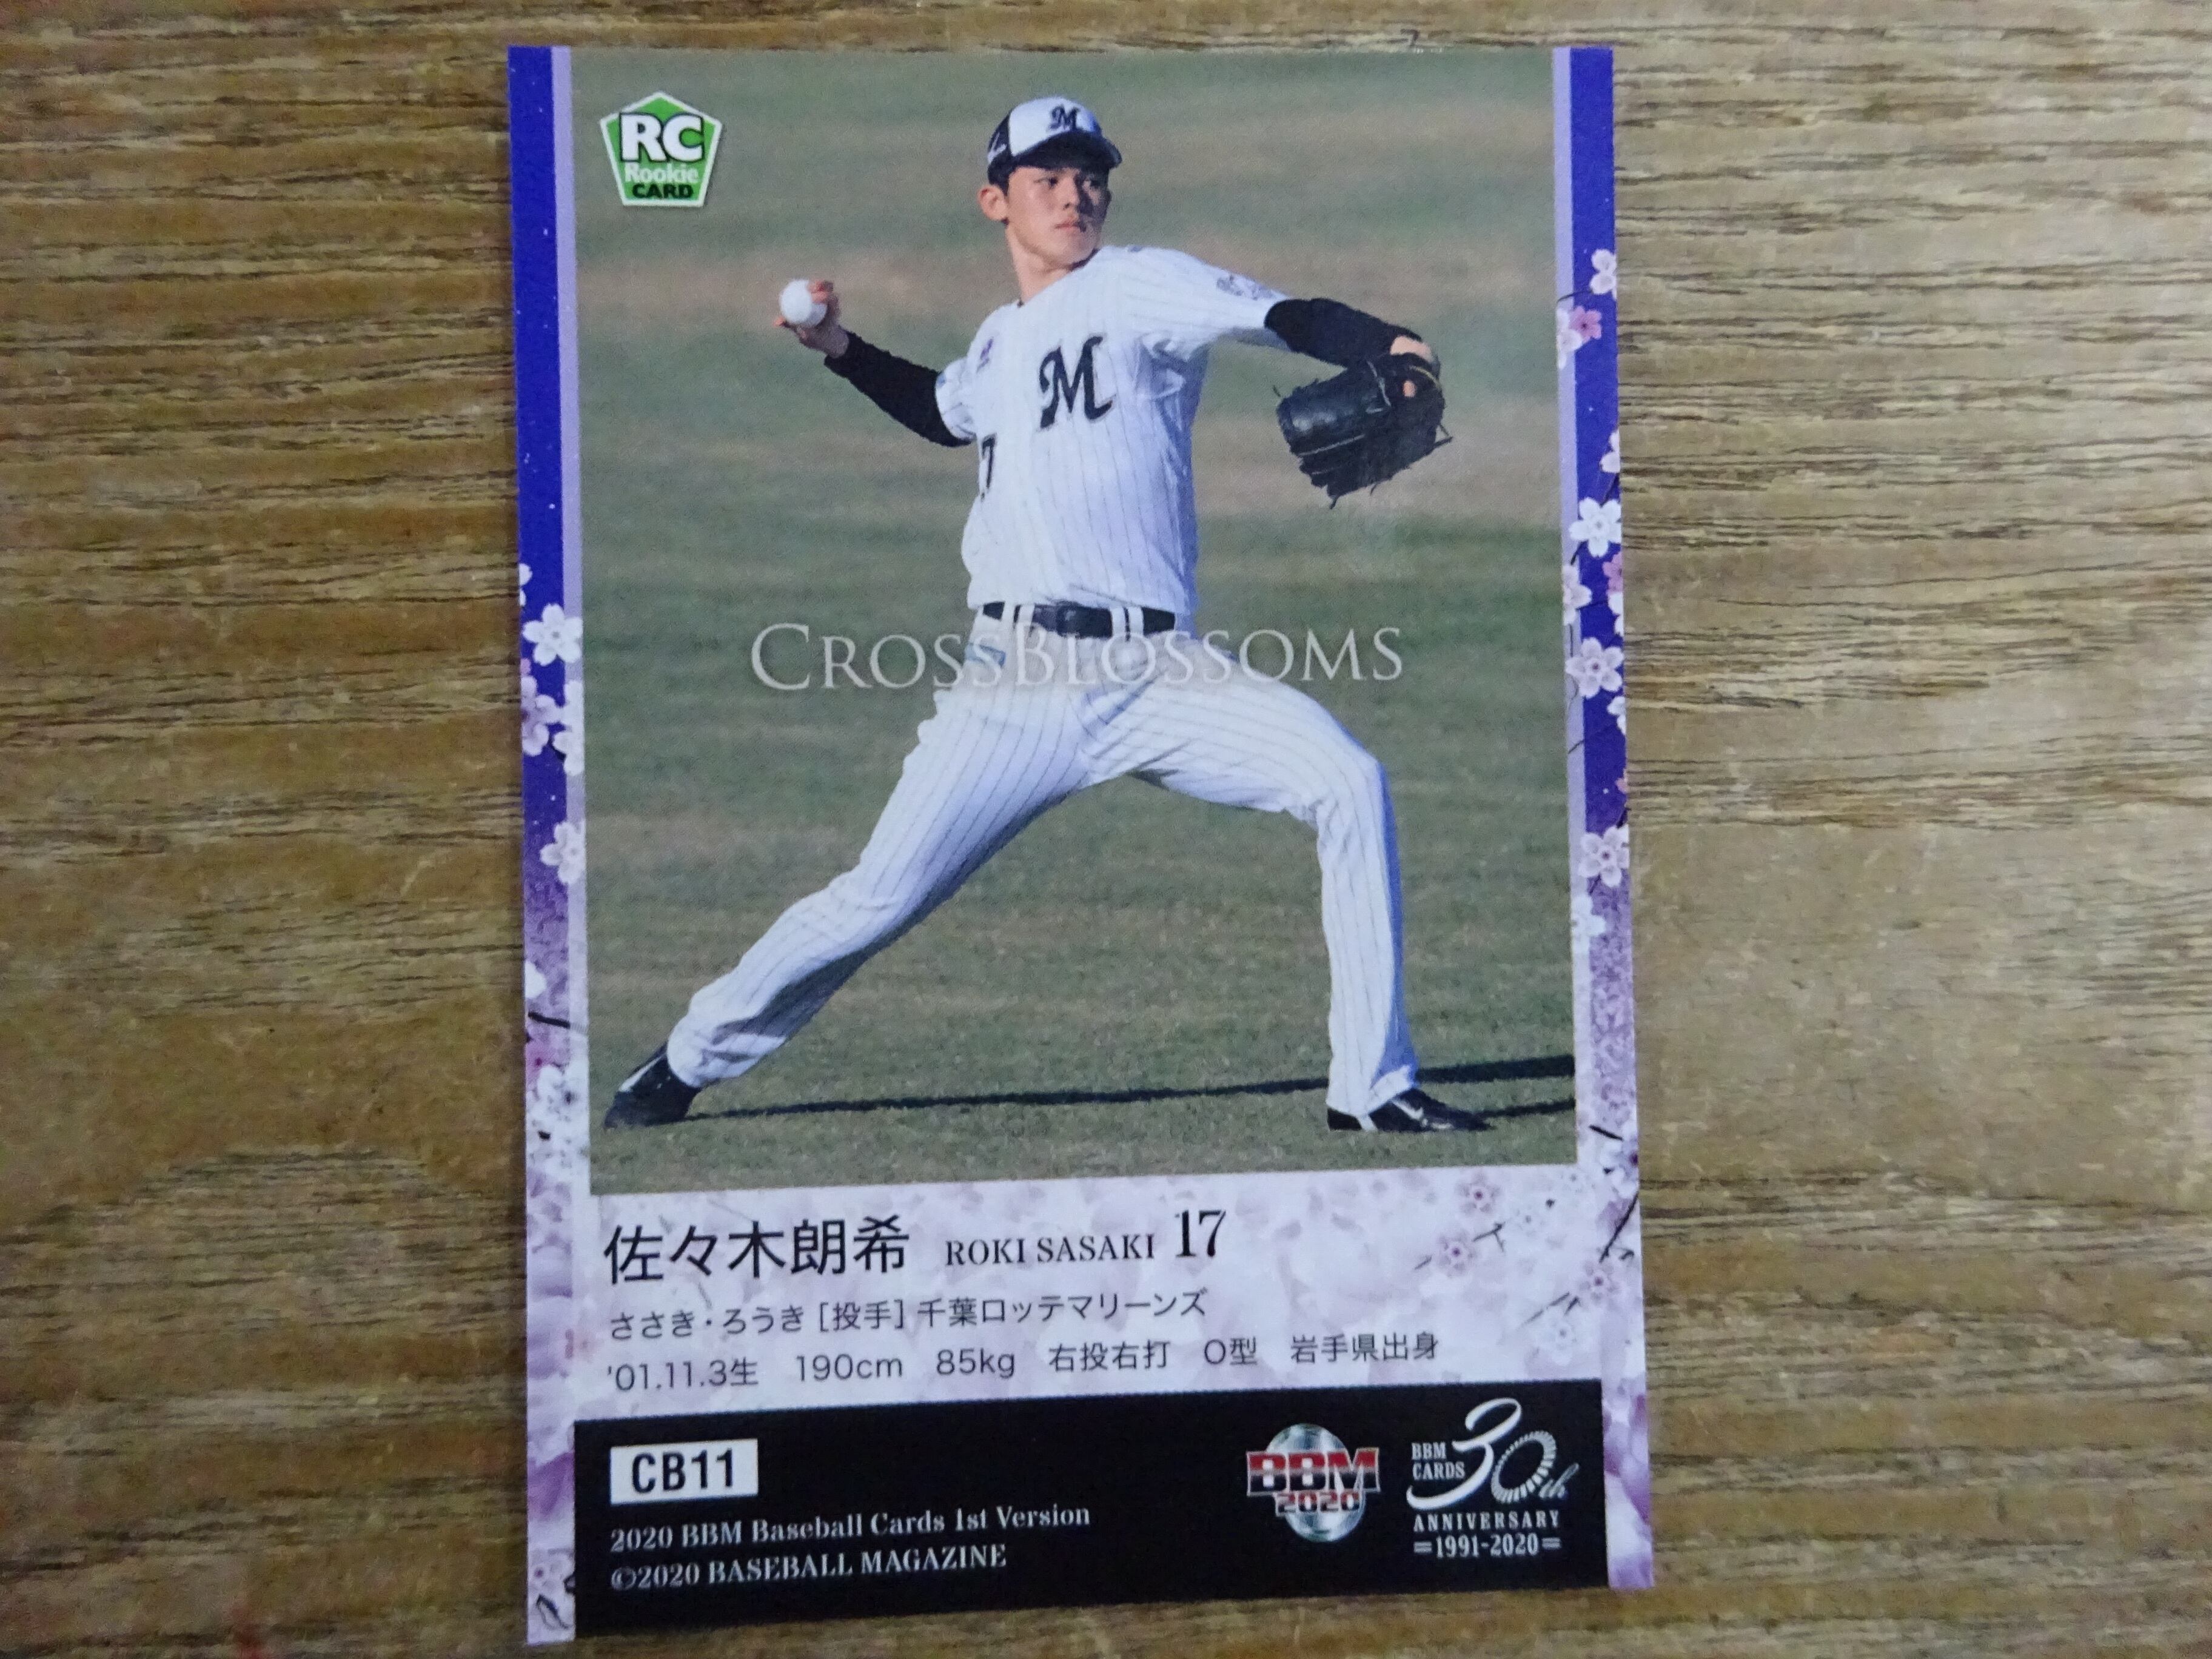 RC
Rookie
CARD
M
M
7
CROSSBLOSSOMS
佐々木朗希 ROKI SASAKI 17
ささき・ろうき [投手] 千葉ロッテマリーンズ
'01.11.3生 190cm 85kg 右投右打 O型 岩手県出身
CB11
2020 BBM Baseball Cards 1st Version
©2020 BASEBALL MAGAZINE
BBM
2020
BBM
CARDS 30th
ANNIVERSARY
=1991-2020=